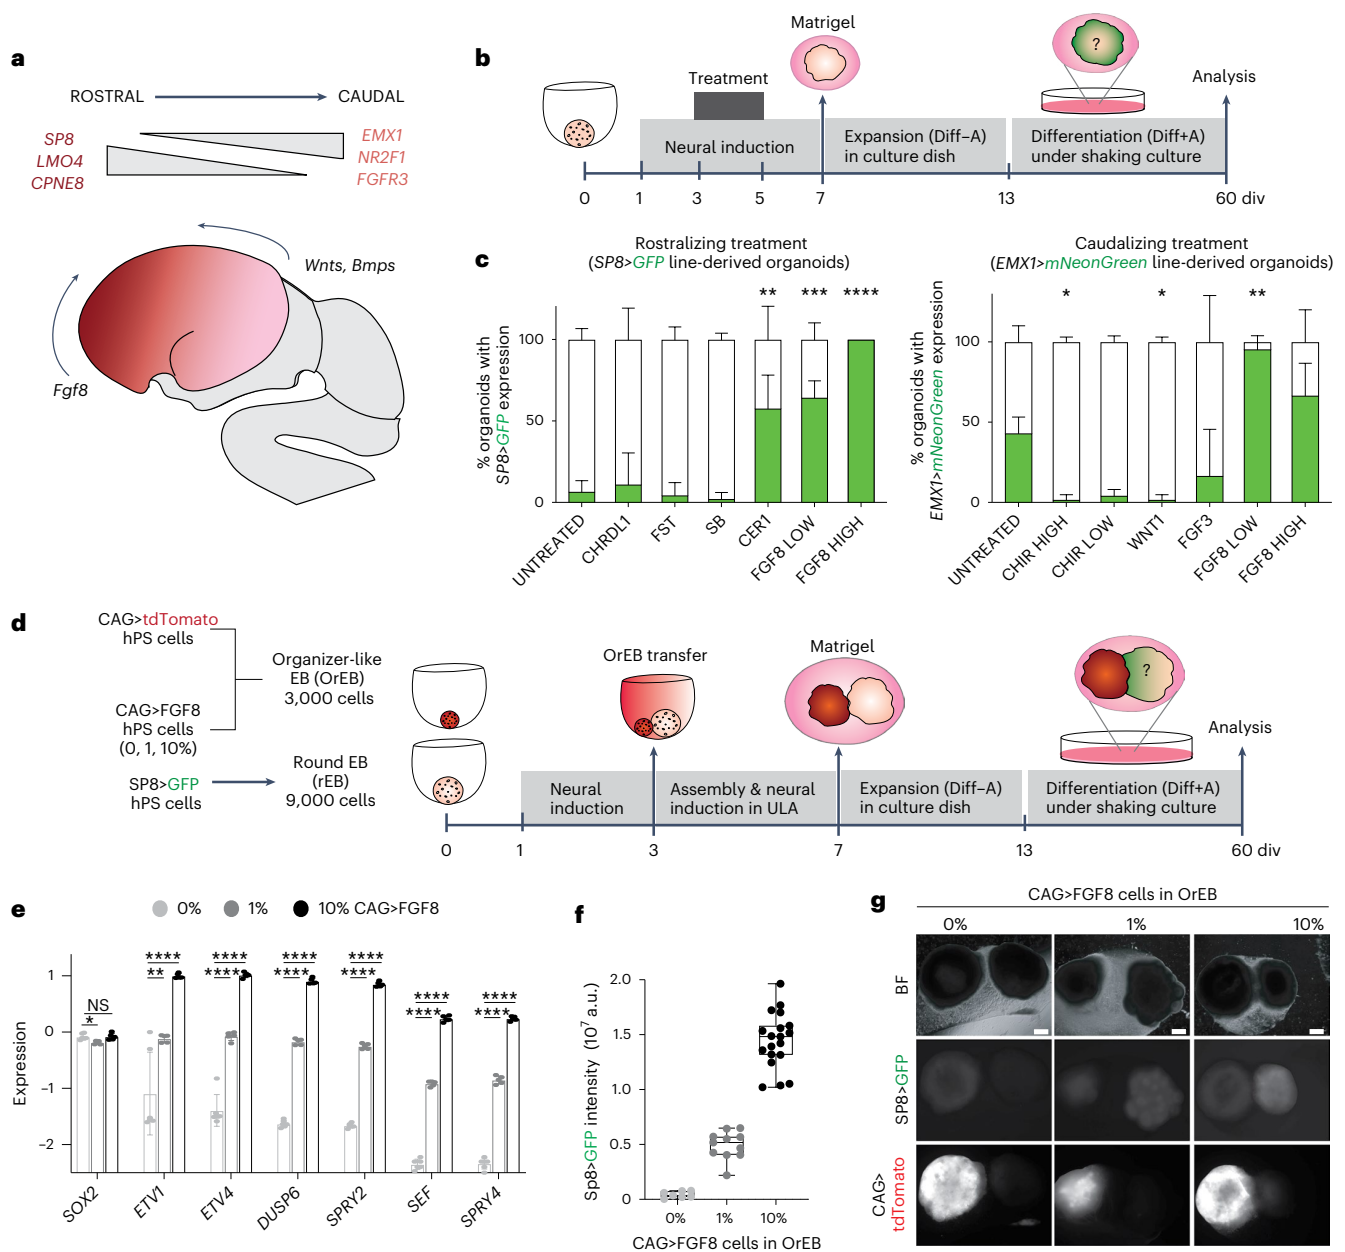 a
ROSTRAL
CAUDAL
SP8
LMO4
CPNE8
EMX1
NR2F1
FGFR3
Wnts, Bmps
Fgf8
b
Matrigel
Treatment
?
Analysis
Neural induction
Expansion (Diff–A)
in culture dish
Differentiation (Diff+A)
under shaking culture
0 1 3 5 7 13 60 div
c
Rostralizing treatment
(SP8>GFP line-derived organoids)
% organoids with
SP8>GFP expression
100
50
0
** *** ****
UNTREATED
CHRDL1
FST
SB
CER1
FGF8 LOW
FGF8 HIGH
Caudalizing treatment
(EMX1>mNeonGreen line-derived organoids)
% organoids with
EMX1>mNeonGreen expression
100
50
0
* * **
UNTREATED
CHIR HIGH
CHIR LOW
WNT1
FGF3
FGF8 LOW
FGF8 HIGH
d
CAG>tdTomato
hPS cells
CAG>FGF8
hPS cells
(0, 1, 10%)
SP8>GFP
hPS cells
Organizer-like
EB (OrEB)
3,000 cells
Round EB
(rEB)
9,000 cells
OrEB transfer
Matrigel
?
Analysis
Neural
induction
Assembly & neural
induction in ULA
Expansion (Diff–A)
in culture dish
Differentiation (Diff+A)
under shaking culture
0 1 3 7 13 60 div
e
0% 1% 10% CAG>FGF8
Expression
1
0
–1
–2
NS
*
****
**
****
****
****
****
****
****
****
****
****
****
SOX2
ETV1
ETV4
DUSP6
SPRY2
SEF
SPRY4
f
Sp8>GFP intensity (10⁷ a.u.)
2.0
1.5
1.0
0.5
0
0% 1% 10%
CAG>FGF8 cells in OrEB
g
CAG>FGF8 cells in OrEB
0% 1% 10%
BF
SP8>GFP
CAG>
tdTomato